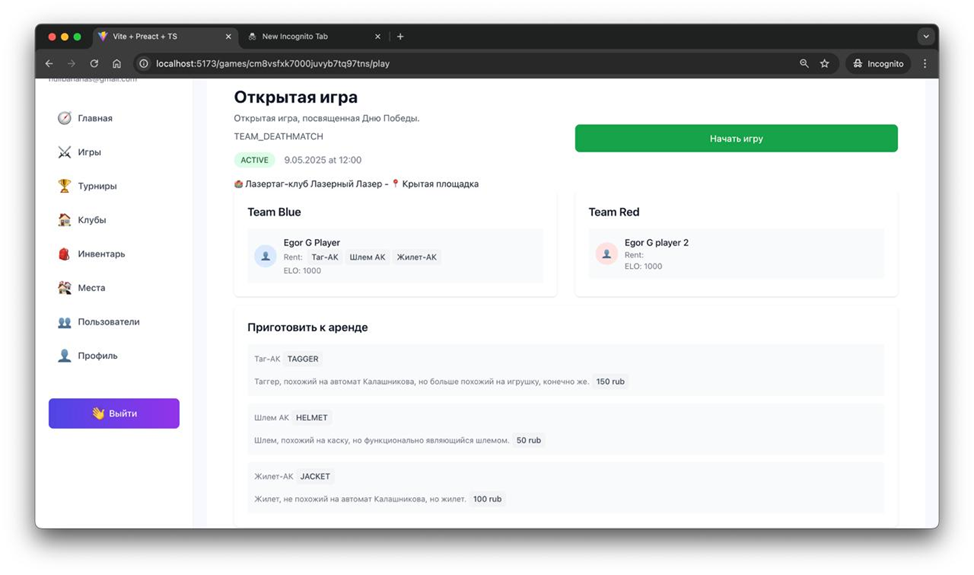 Vite + Preact + TS
New Incognito Tab
localhost:5173/games/cm8vsfxk7000juvyb7tq97tns/play
Incognito
Главная
Игры
Турниры
Клубы
Инвентарь
Места
Пользователи
Профиль
Выйти
Открытая игра
Открытая игра, посвященная Дню Победы.
TEAM_DEATHMATCH
ACTIVE 9.05.2025 at 12:00
Лазертаг-клуб Лазерный Лазер - Крытая площадка
Начать игру
Team Blue
Egor G Player
Rent: Таг-АК Шлем АК Жилет-АК
ELO: 1000
Team Red
Egor G player 2
Rent:
ELO: 1000
Приготовить к аренде
Таг-АК TAGGER
Таггер, похожий на автомат Калашникова, но больше похожий на игрушку, конечно же. 150 rub
Шлем АК HELMET
Шлем, похожий на каску, но функционально являющийся шлемом. 50 rub
Жилет-АК JACKET
Жилет, не похожий на автомат Калашникова, но жилет. 100 rub